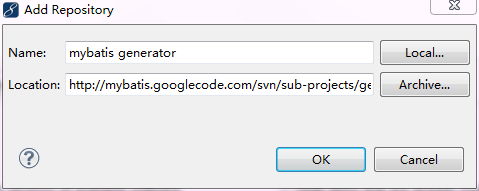 Add Repository
Name: mybatis generator Local...
Location: http://mybatis.googlecode.com/svn/sub-projects/ge Archive...
? OK Cancel